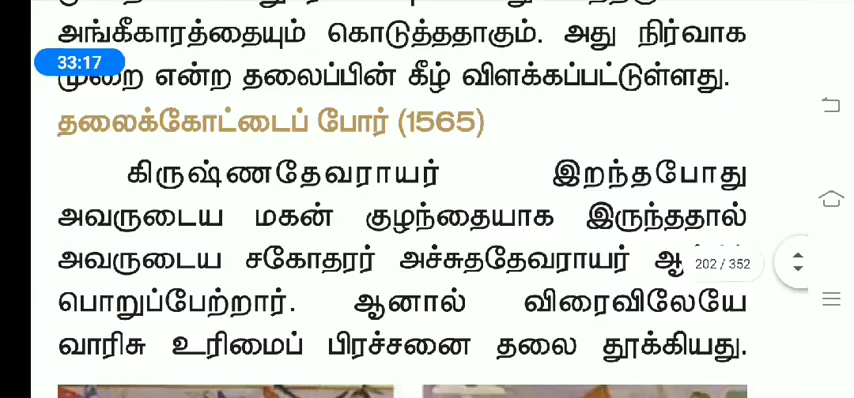 அங்கீகாரத்தையும் கொடுத்ததாகும். அது நிர்வாக
33:17
முறை என்ற தலைப்பின் கீழ் விளக்கப்பட்டுள்ளது.
தலைக்கோட்டைப் போர் (1565)
கிருஷ்ணதேவராயர் இறந்தபோது
அவருடைய மகன் குழந்தையாக இருந்ததால்
அவருடைய சகோதரர் அச்சுததேவராயர்
202 / 352
பொறுப்பேற்றார். ஆனால் விரைவிலேயே
வாரிசு உரிமைப் பிரச்சனை தலை தூக்கியது.